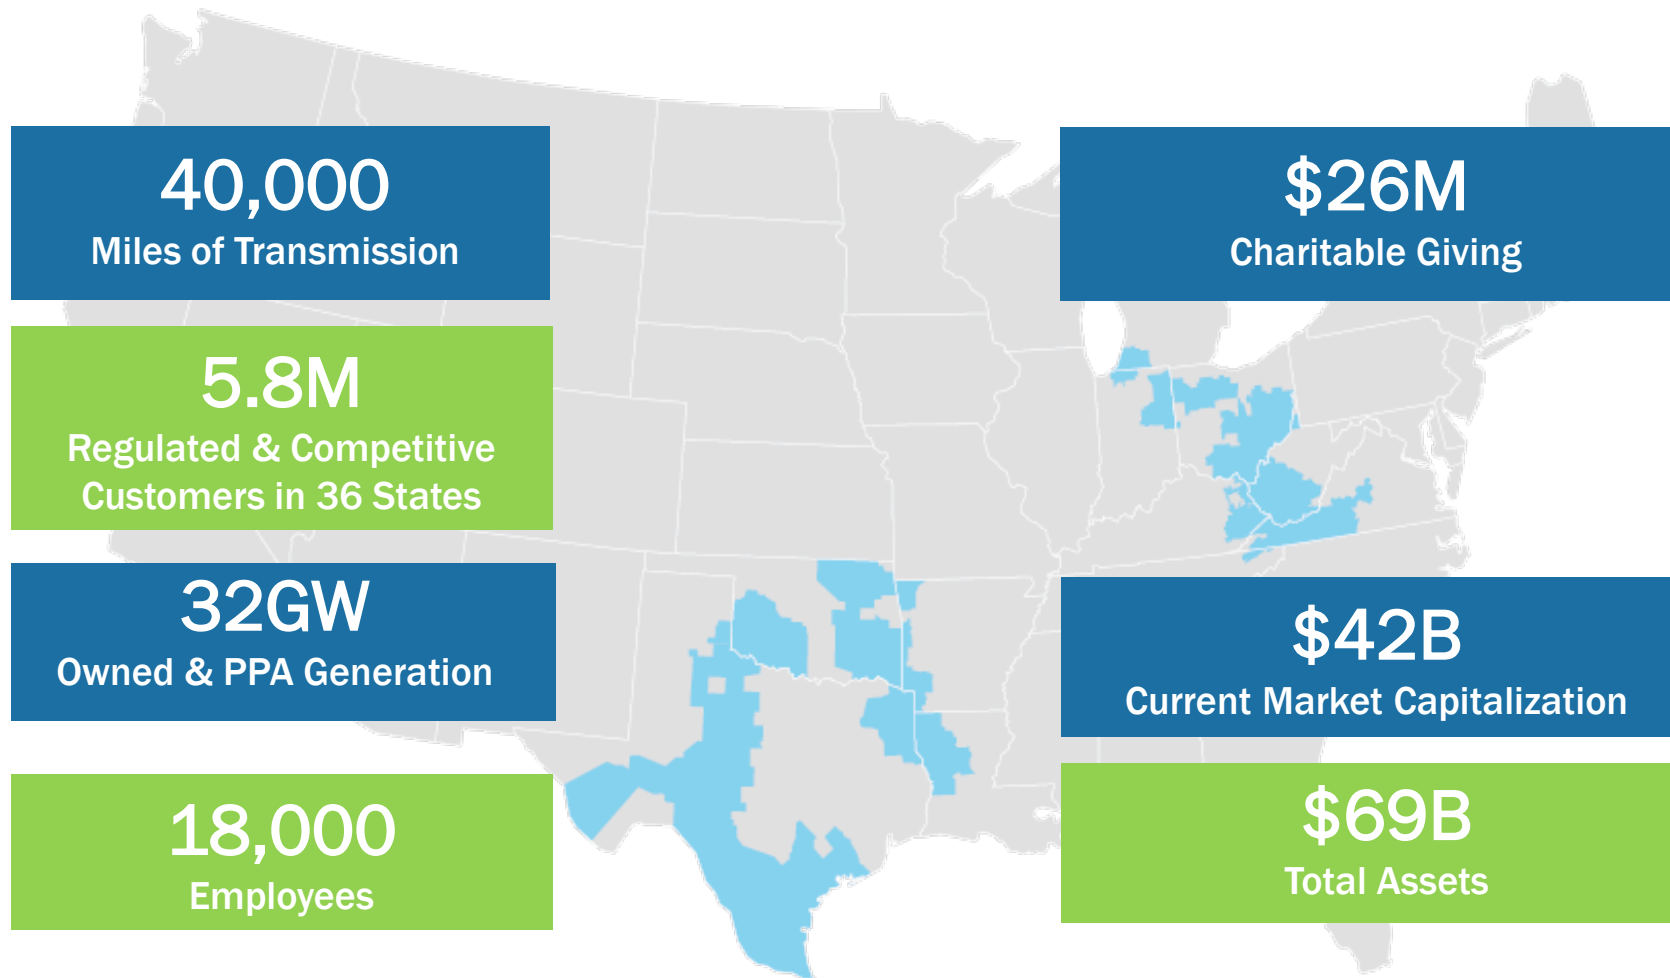 40,000
Miles of Transmission
5.8M
Regulated & Competitive
Customers in 36 States
32GW
Owned & PPA Generation
18,000
Employees
$26M
Charitable Giving
$42B
Current Market Capitalization
$69B
Total Assets